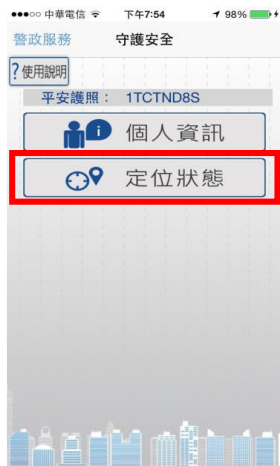 中華電信 下午7:54 98%
警政服務 守護安全
?使用說明
平安護照： 1TCTND8S
個人資訊
定位狀態